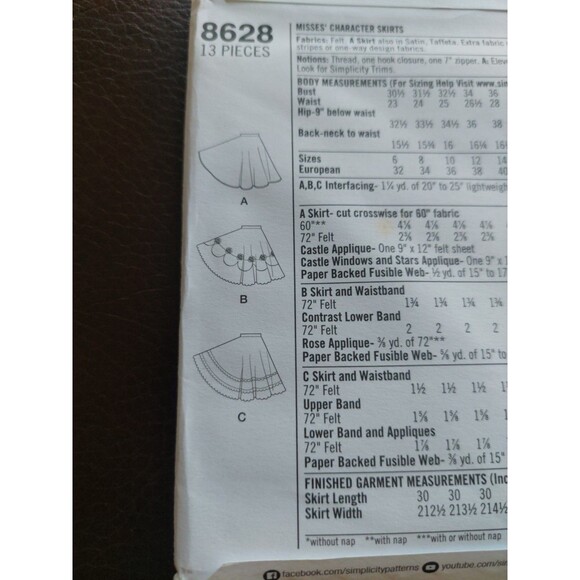 8628
13 PIECES
A
B
C
MISSES' CHARACTER SKIRTS
Fabrics: Felt. A Skirt also in Satin, Taffeta. Extra fabric
stripes or one-way design fabrics.
Notions: Thread, one hook closure, one 7" zipper. A:
Look for Simplicity Trims.
BODY MEASUREMENTS (For Sizing Help Visit www.sim
Bust 30½ 31½ 32½ 34 36
Waist 23 24 25 26½ 28
Hip-9" below waist
32½ 33½ 34½ 36 38
Back-neck to waist
15½ 15¾ 16 16¼
Sizes 6 8 10 12 14
European 32 34 36 38 40
A,B,C Interfacing- 1¼ yd. of 20" to 25" lightweigh
A Skirt- cut crosswise for 60" fabric
60"***
72" Felt
Castle Applique- One 9" x 12" felt sheet
Castle Windows and Stars Applique- One 9" x
Paper Backed Fusible Web- ½ yd. of 15" to 17
B Skirt and Waistband
72" Felt 1¾ 1¾ 1¾ 1¾
Contrast Lower Band
72" Felt 2 2 2 2
Rose Applique- ⅜ yd. of 72"***
Paper Backed Fusible Web- ⅝ yd. of 15" to
C Skirt and Waistband
72" Felt 1½ 1½ 1½
Upper Band
72" Felt
Lower Band and Appliques
72" Felt 1⅞ 1⅞ 1⅞
Paper Backed Fusible Web- ¾ yd. of 15"
FINISHED GARMENT MEASUREMENTS (Inc
Skirt Length 30 30 30
Skirt Width 212½ 213½ 214½
*without nap **with nap ***with or without nap
facebook.com/simplicitypatterns youtube.com/si